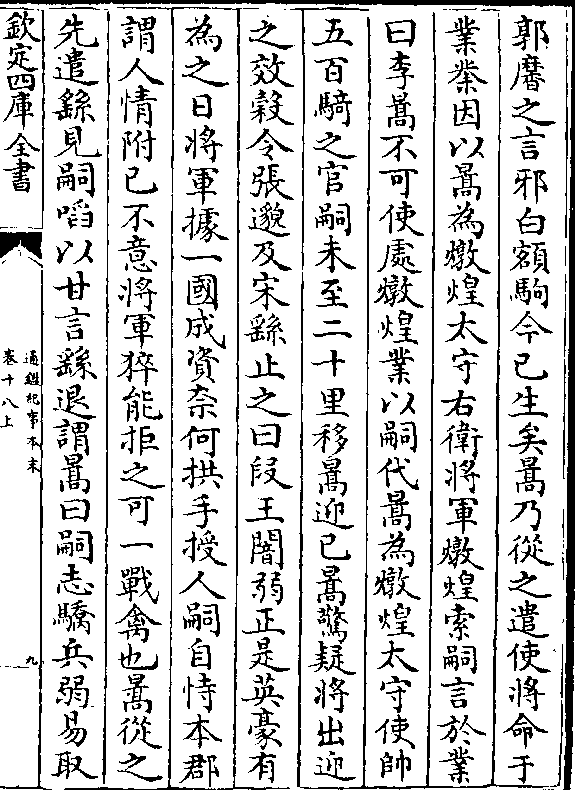 郭黁之言邪白額駒今已生矣暠乃從之遣使將命于
業業因以暠為燉煌太守右衛將軍燉煌索嗣言於業
曰李暠不可使處燉煌業以嗣代暠為燉煌太守使帥
五百騎之官嗣未至二十里移暠迎已暠驚疑將出迎
之效穀令張邈及宋繇止之曰段王闇弱正是英豪有
為之日將軍據一國成資柰何拱手授人嗣自恃本郡
謂人情附已不意將軍猝能拒之可一戰禽也暠從之
先遣繇見嗣啗以甘言繇退謂暠曰嗣志驕兵弱易取
欽定四庫全書
通鑑紀事本末
卷十八上
九